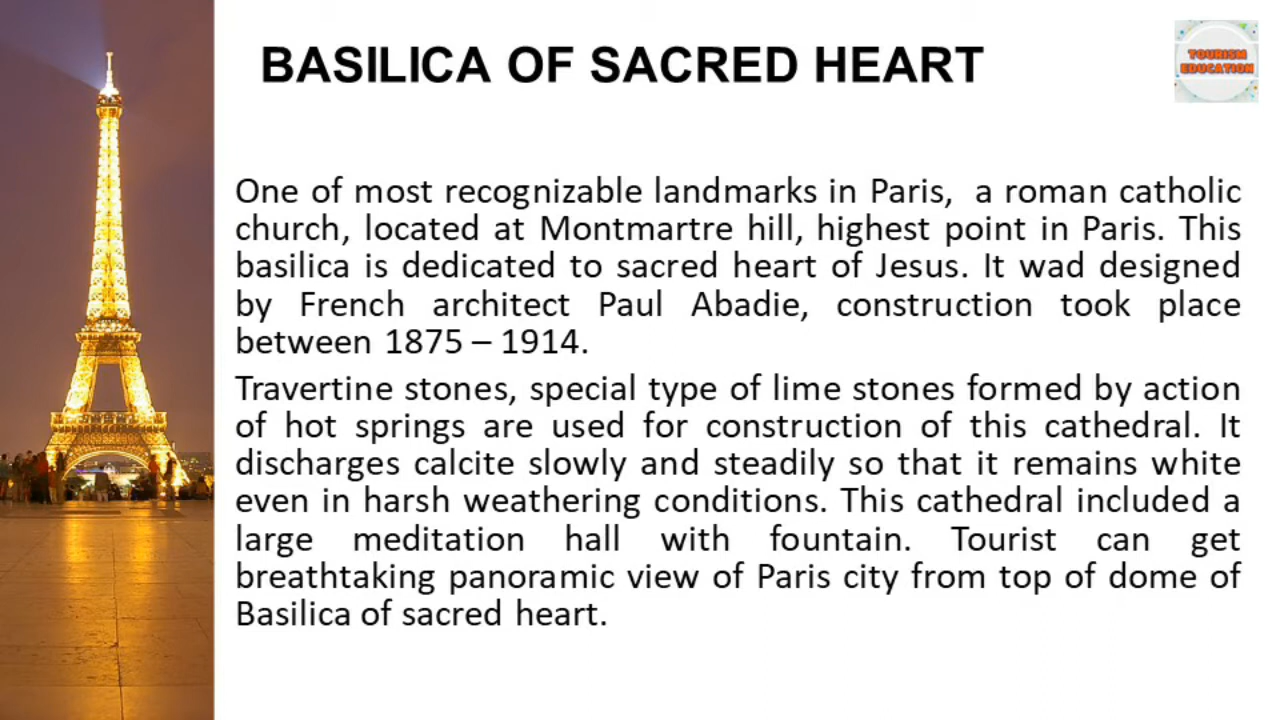 BASILICA OF SACRED HEART
TOURISM
EDUCATION
One of most recognizable landmarks in Paris,  a roman catholic
church, located at Montmartre hill, highest point in Paris. This
basilica is dedicated to sacred heart of Jesus. It wad designed
by French architect Paul Abadie, construction took place
between 1875 – 1914.
Travertine stones, special type of lime stones formed by action
of hot springs are used for construction of this cathedral. It
discharges calcite slowly and steadily so that it remains white
even in harsh weathering conditions. This cathedral included a
large meditation hall with fountain. Tourist can get
breathtaking panoramic view of Paris city from top of dome of
Basilica of sacred heart.